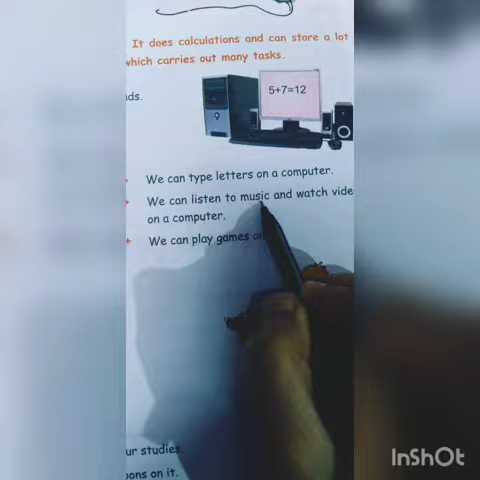 It does calculations and can store a lot
which carries out many tasks.
5+7=12
We can type letters on a computer.
We can listen to music and watch vide
on a computer.
We can play games on
ur studies.
on it.
InShOt